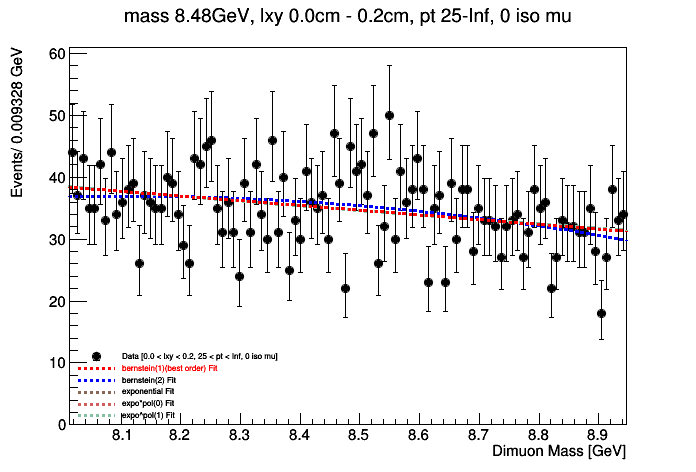 mass 8.48GeV, lxy 0.0cm - 0.2cm, pt 25-Inf, 0 iso mu
Events/ 0.009328 GeV
60
50
40
30
20
10
0
Data [0.0 < lxy < 0.2, 25 < pt < Inf, 0 iso mu]
bernstein(1)(best order) Fit
bernstein(2) Fit
exponential Fit
expo*pol(0) Fit
expo*pol(1) Fit
8.1 8.2 8.3 8.4 8.5 8.6 8.7 8.8 8.9
Dimuon Mass [GeV]